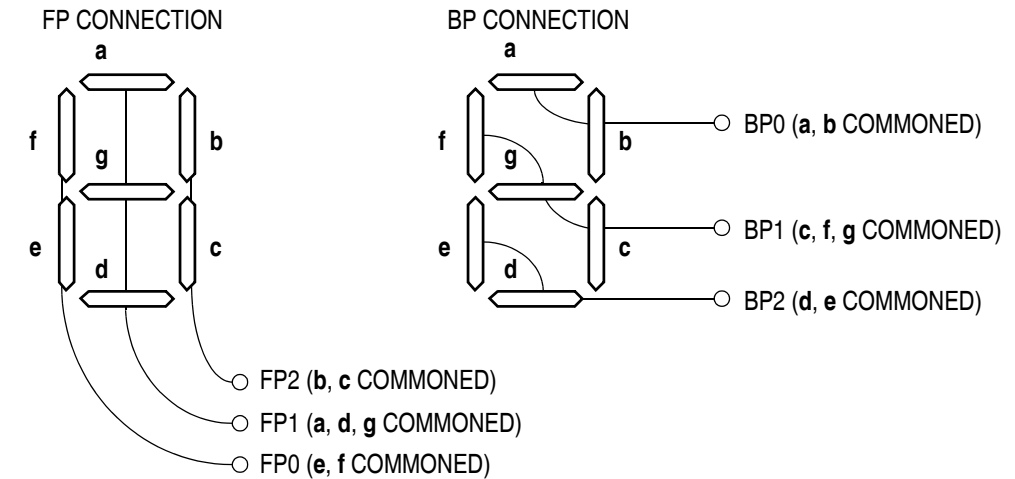 FP CONNECTION
a
f
b
g
e
c
d
FP2 (b, c COMMONED)
FP1 (a, d, g COMMONED)
FP0 (e, f COMMONED)
BP CONNECTION
a
BP0 (a, b COMMONED)
f
b
g
BP1 (c, f, g COMMONED)
e
c
d
BP2 (d, e COMMONED)